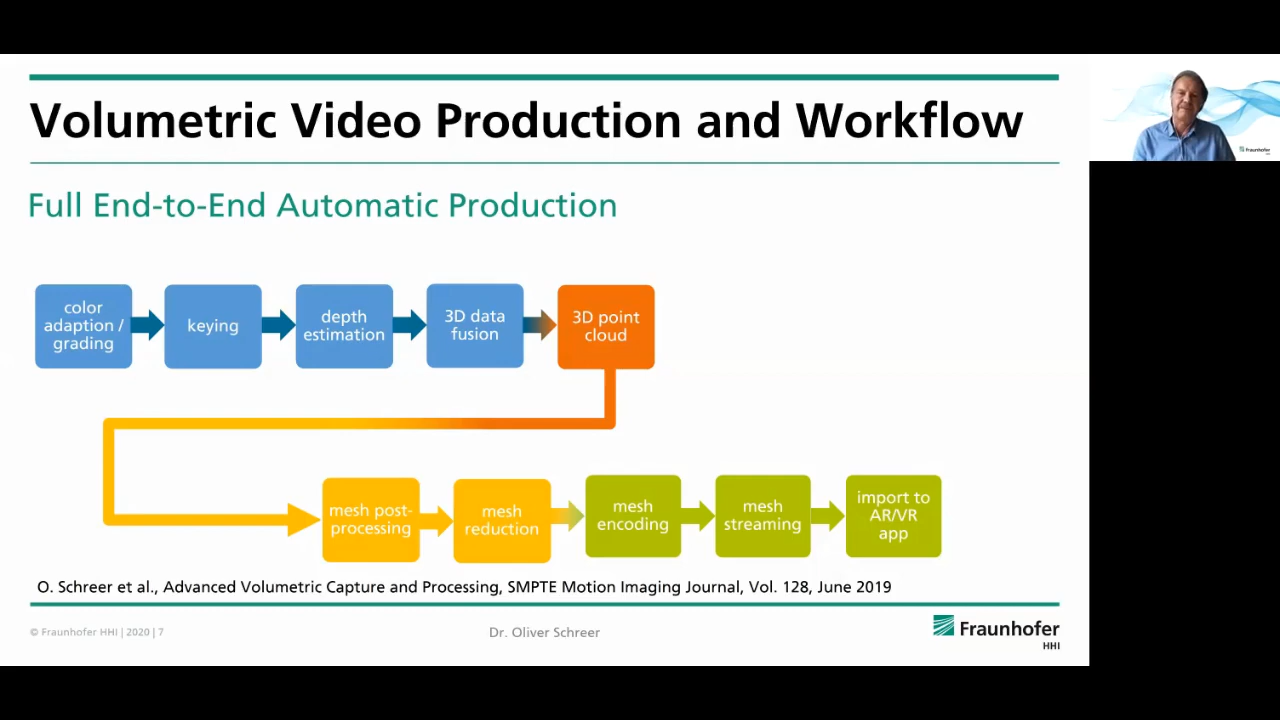 Volumetric Video Production and Workflow
Full End-to-End Automatic Production
color
adaption /
grading
keying
depth
estimation
3D data
fusion
3D point
cloud
mesh post-
processing
mesh
reduction
mesh
encoding
mesh
streaming
import to
AR/VR
app
O. Schreer et al., Advanced Volumetric Capture and Processing, SMPTE Motion Imaging Journal, Vol. 128, June 2019
© Fraunhofer HHI | 2020 | 7
Dr. Oliver Schreer
Fraunhofer
HHI
Fraunhofer
HHI